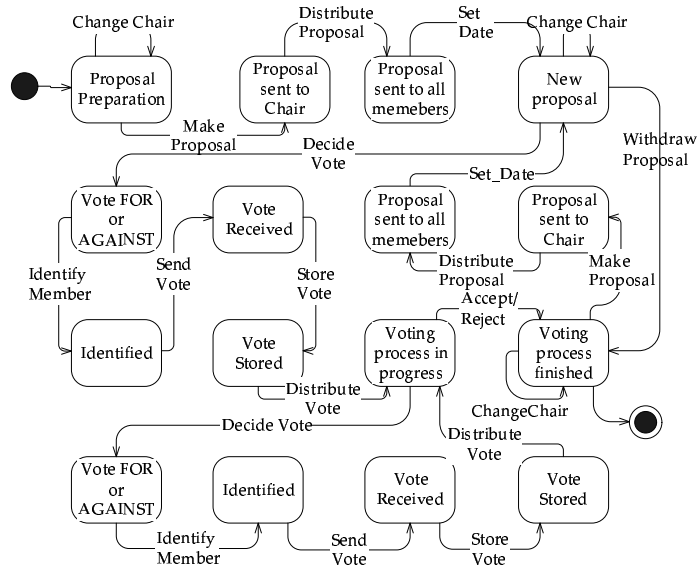 Change Chair
Distribute
Proposal
Set
Date
Change Chair
Proposal
Preparation
Proposal
sent to
Chair
Proposal
sent to all
memebers
New
proposal
Make
Proposal
Decide
Vote
Withdraw
Proposal
Vote FOR
or
AGAINST
Vote
Received
Proposal
sent to all
memebers
Set_Date
Proposal
sent to
Chair
Identify
Member
Send
Vote
Store
Vote
Distribute
Proposal
Make
Proposal
Accept/
Reject
Identified
Vote
Stored
Voting
process in
progress
Voting
process
finished
Distribute
Vote
ChangeChair
Decide Vote
Distribute
Vote
Vote FOR
or
AGAINST
Identified
Vote
Received
Vote
Stored
Identify
Member
Send
Vote
Store
Vote